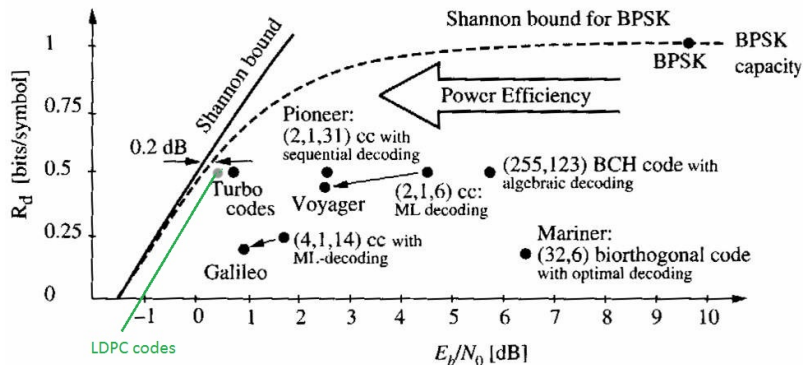 Shannon bound for BPSK
1
0.75
0.5
0.25
0
R_d [bits/symbol]
Shannon bound
BPSK
BPSK
capacity
Power Efficiency
0.2 dB
Pioneer:
(2,1,31) cc with
sequential decoding
Turbo
codes
Voyager
(2,1,6) cc:
ML decoding
(255,123) BCH code with
algebraic decoding
(4,1,14) cc with
ML-decoding
Galileo
Mariner:
(32,6) biorthogonal code
with optimal decoding
−1 0 1 2 3 4 5 6 7 8 9 10
LDPC codes
E_b/N_0 [dB]